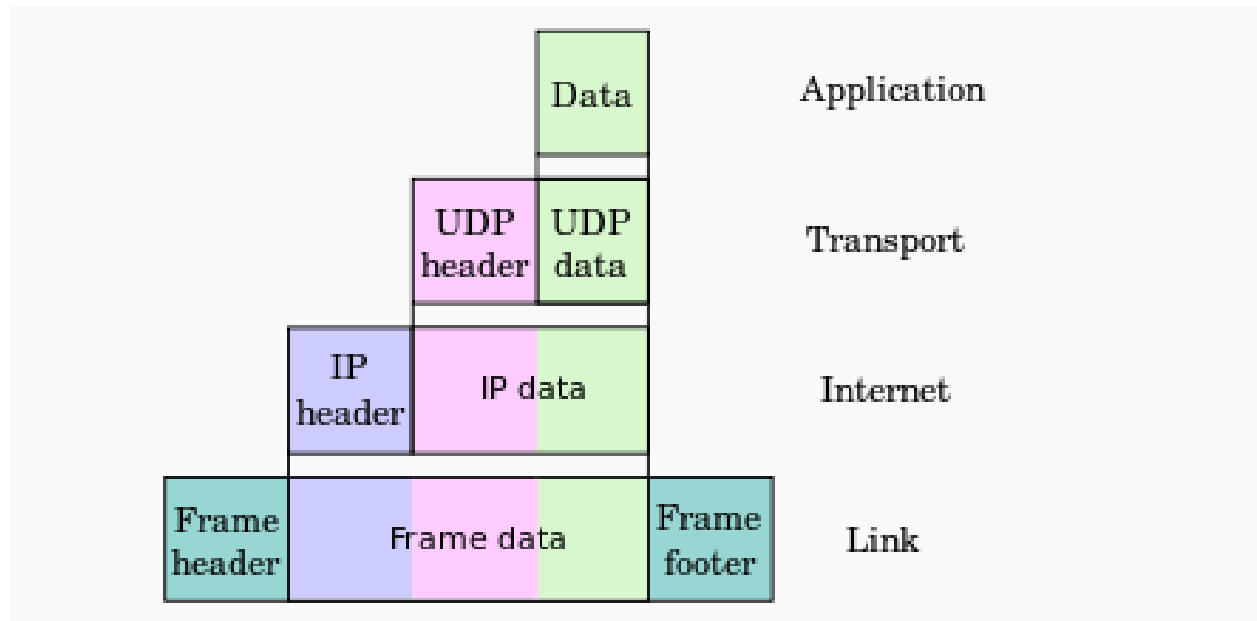 Data
Application
UDP
header
UDP
data
Transport
IP
header
IP data
Internet
Frame
header
Frame data
Frame
footer
Link